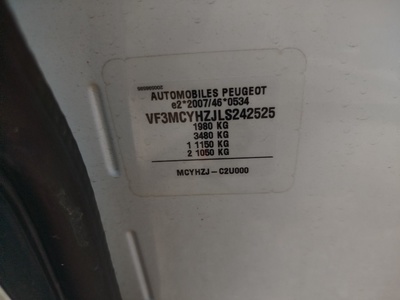 AUTOMOBILES PEUGEOT
e2*2007/46*0534
VF3MCYHZJLS242525
1980 KG
3480 KG
1 1150 KG
2 1050 KG
MCYHZJ-C2U000